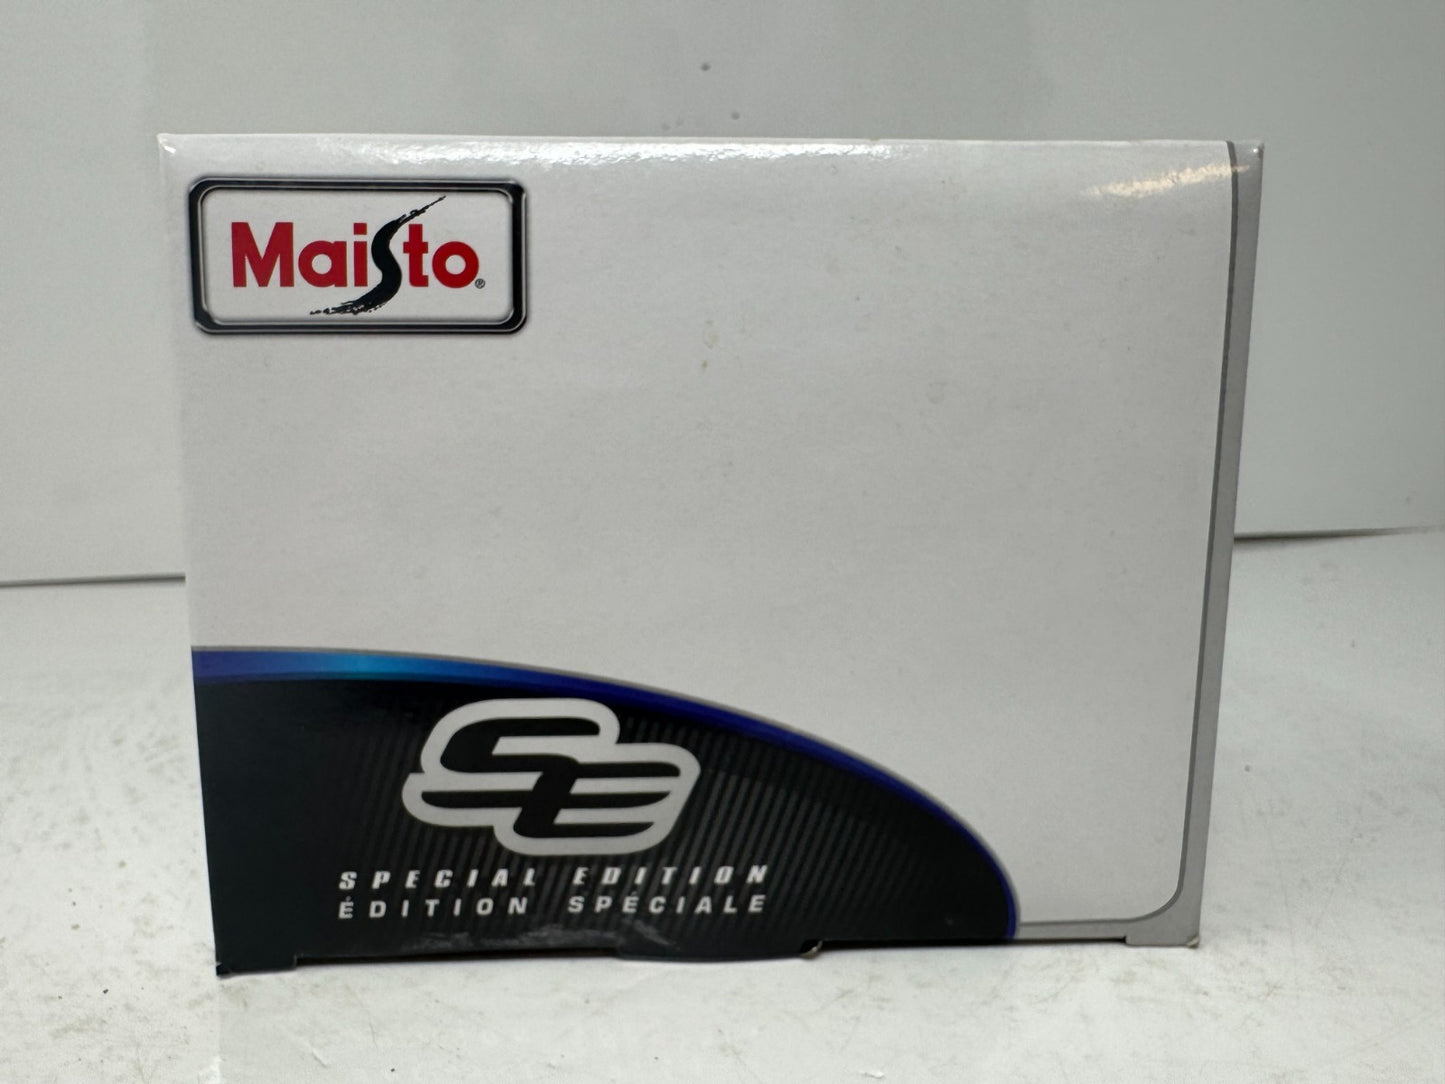 Maisto®
SE
SPECIAL EDITION
ÉDITION SPÉCIALE